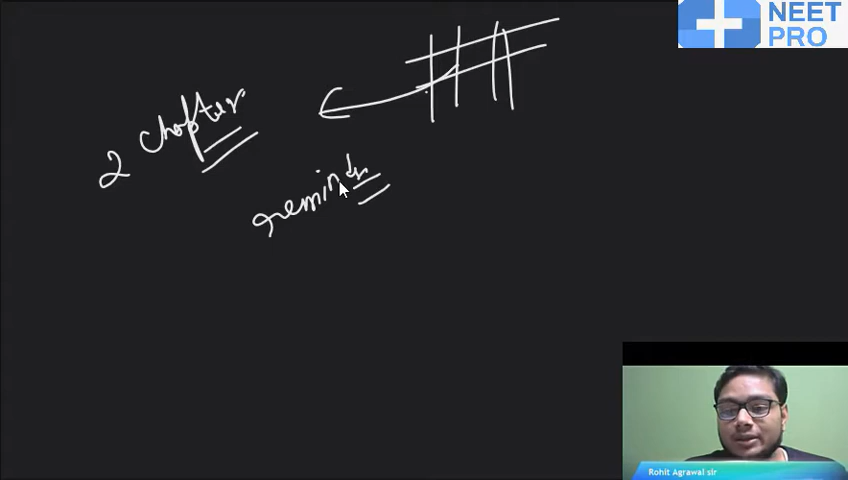 NEET
PRO
2 Chapter
reminder
Rohit Agrawal sir